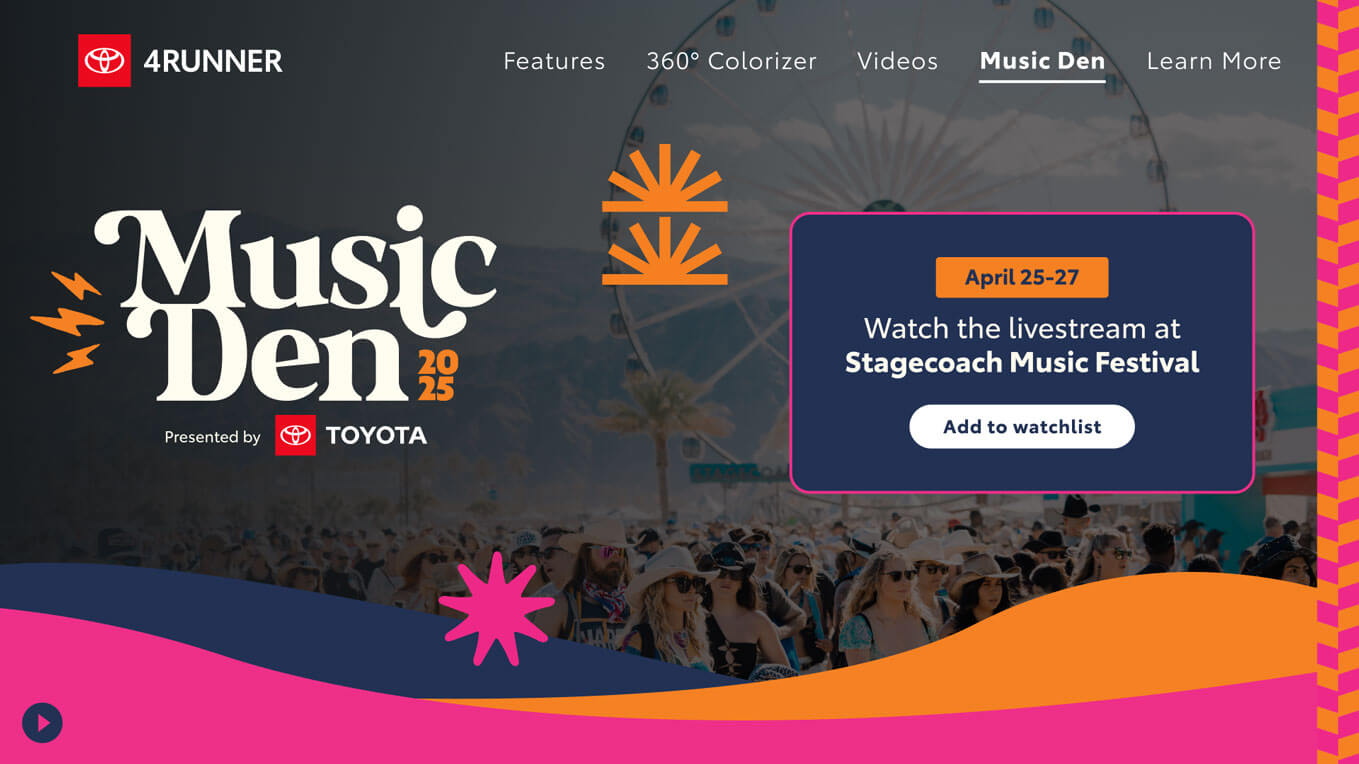 4RUNNER
Features
360° Colorizer
Videos
Music Den
Learn More
Music
Den
20
25
Presented by TOYOTA
April 25-27
Watch the livestream at
Stagecoach Music Festival
Add to watchlist